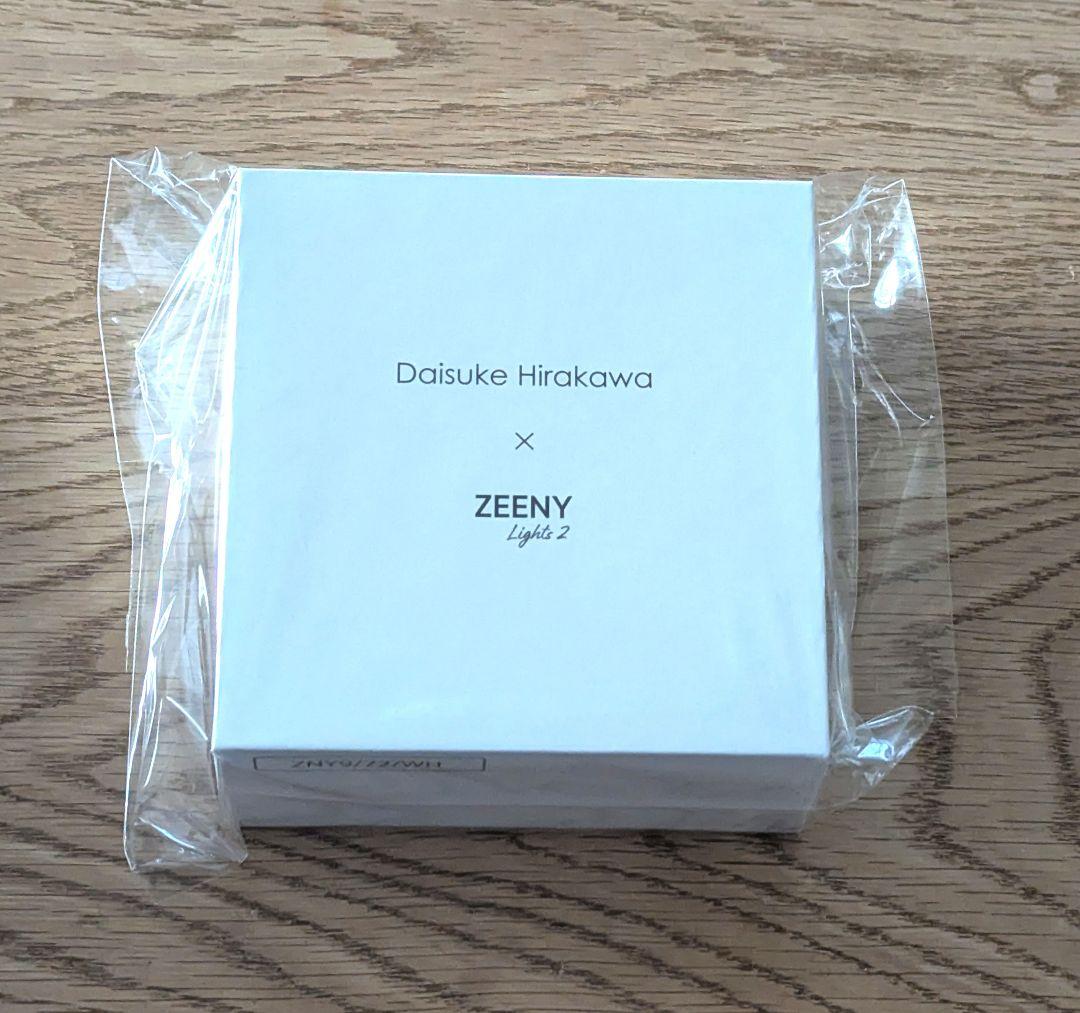 Daisuke Hirakawa
×
ZEENY
Lights 2